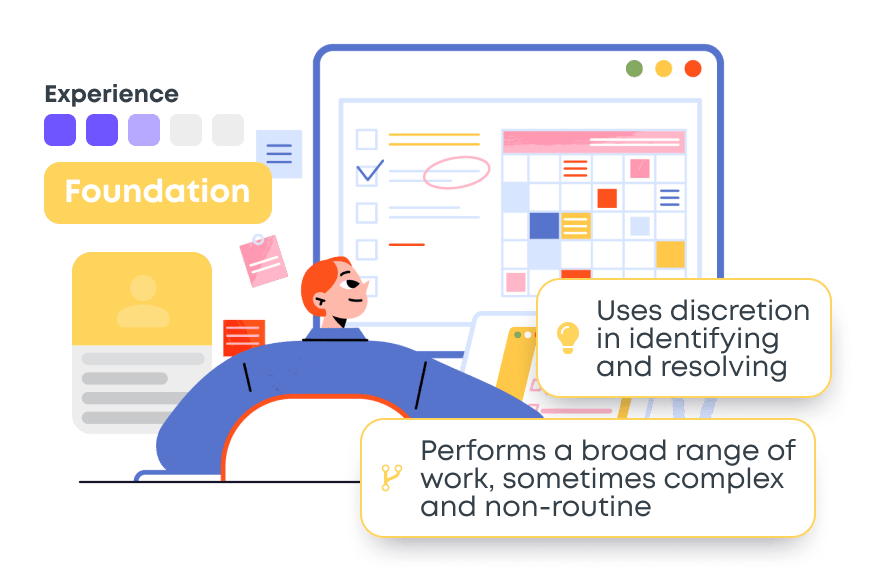 Experience
Foundation
Uses discretion
in identifying
and resolving
Performs a broad range of
work, sometimes complex
and non-routine